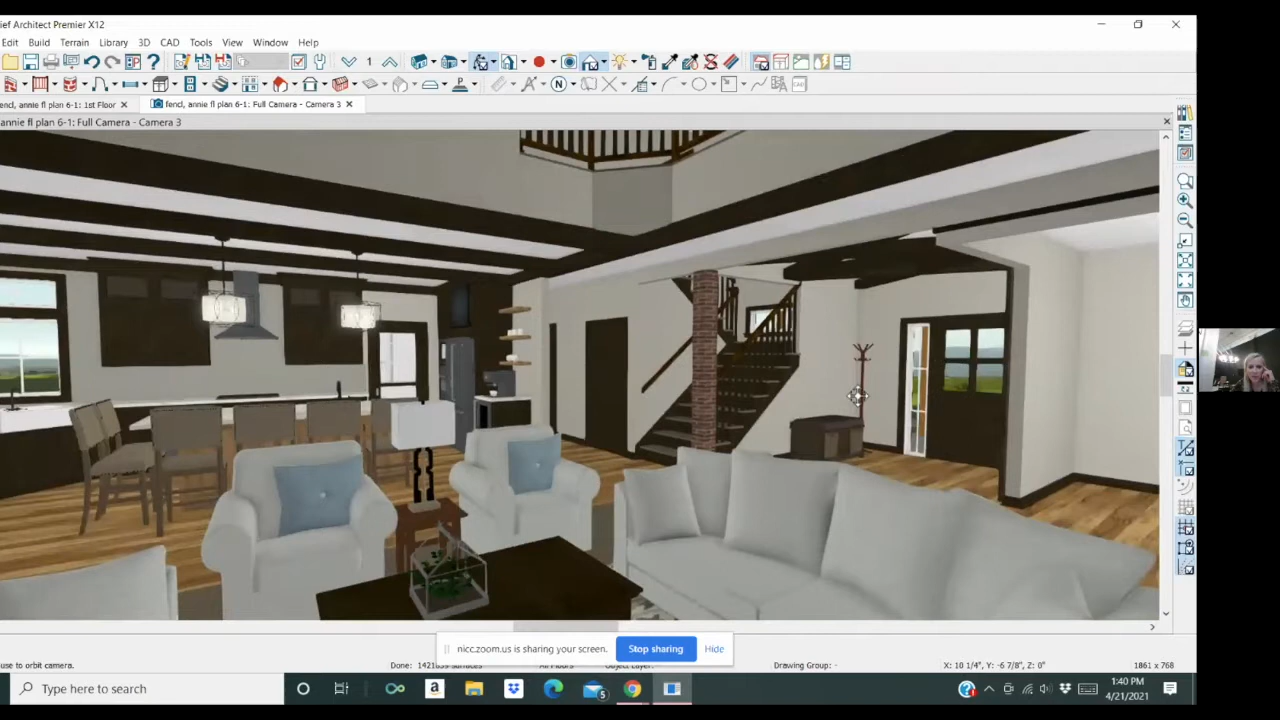 ief Architect Premier X12
Edit Build Terrain Library 3D CAD Tools View Window Help
1
fencl, annie fl plan 6-1: 1st Floor
fencl, annie fl plan 6-1: Full Camera - Camera 3
annie fl plan 6-1: Full Camera - Camera 3
nicc.zoom.us is sharing your screen.
Stop sharing
Hide
use to orbit camera.
Drawing Group: -
X: 10 1/4", Y: -6 7/8", Z: 0"
1861 x 768
Type here to search
5
1:40 PM
4/21/2021